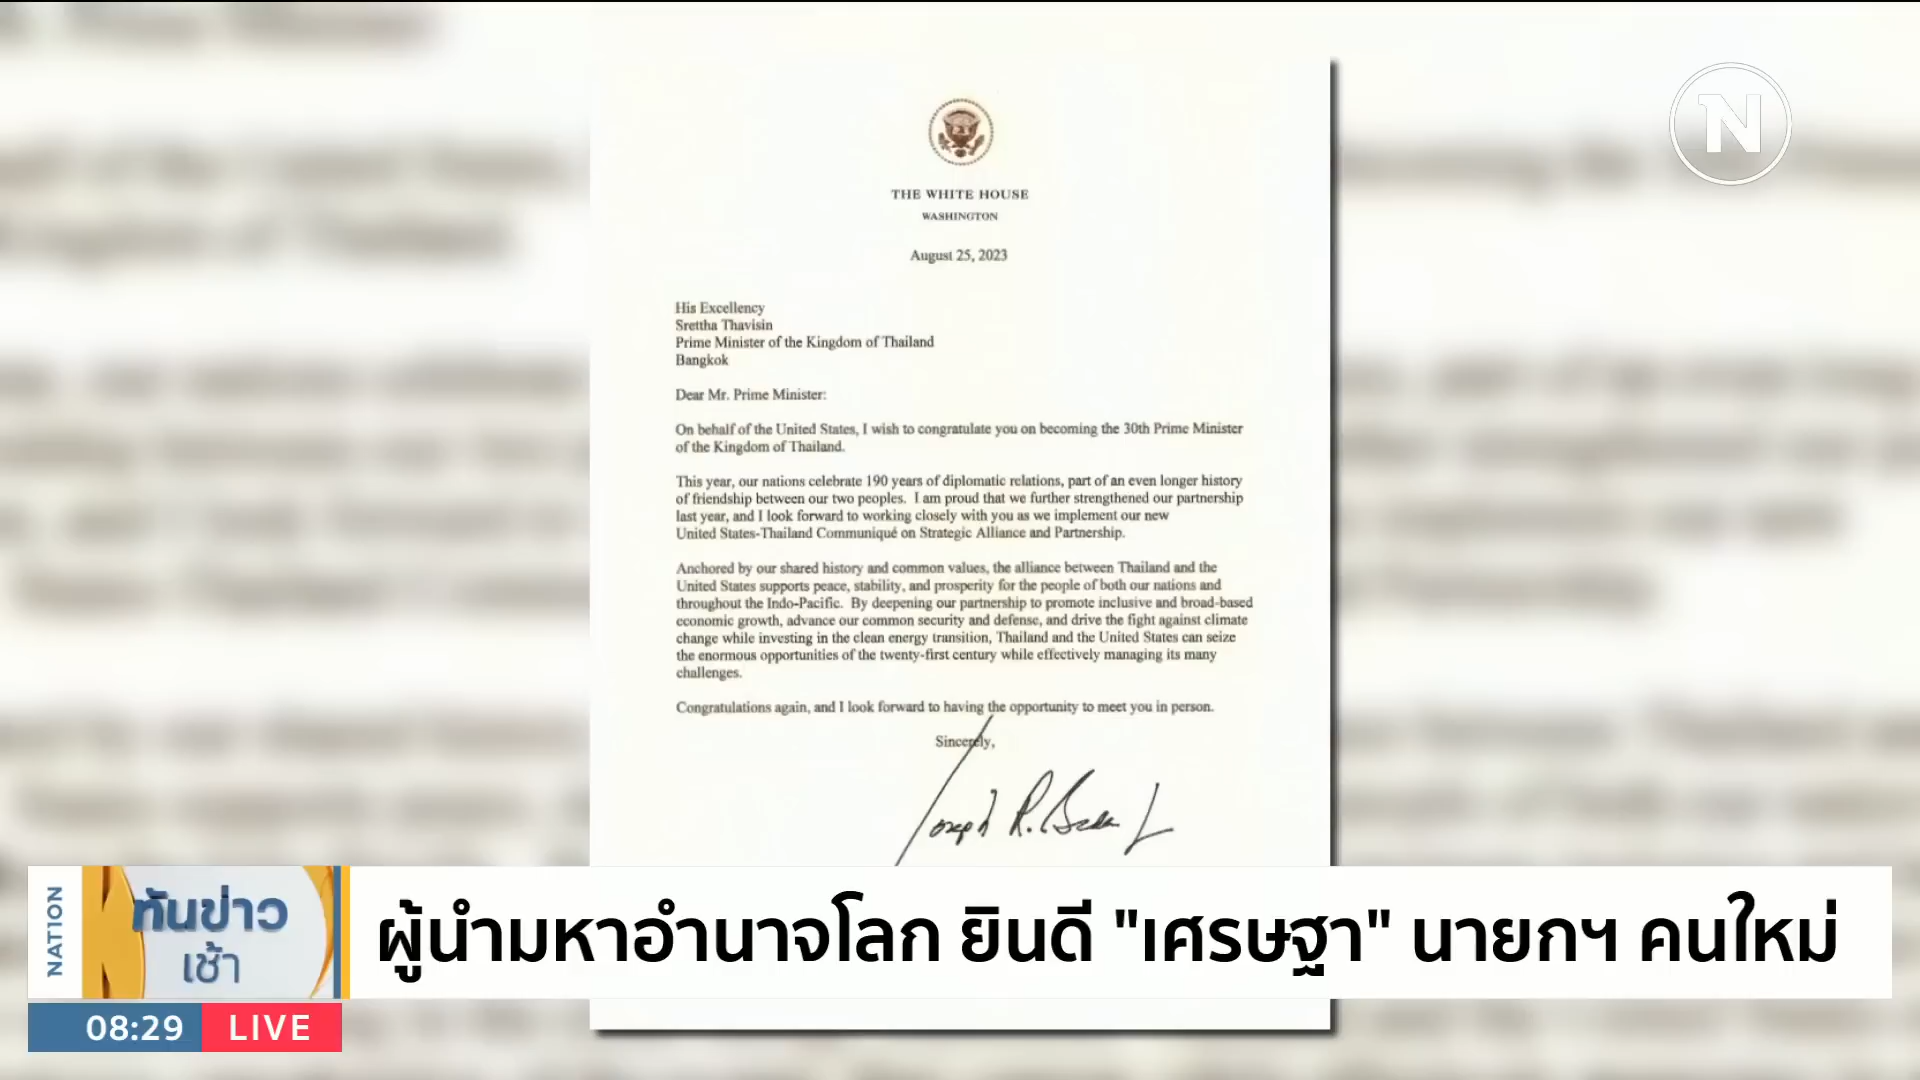 N
THE WHITE HOUSE
WASHINGTON
August 25, 2023
His Excellency
Srettha Thavisin
Prime Minister of the Kingdom of Thailand
Bangkok
Dear Mr. Prime Minister:
On behalf of the United States, I wish to congratulate you on becoming the 30th Prime Minister
of the Kingdom of Thailand.
This year, our nations celebrate 190 years of diplomatic relations, part of an even longer history
of friendship between our two peoples.  I am proud that we further strengthened our partnership
last year, and I look forward to working closely with you as we implement our new
United States-Thailand Communiqué on Strategic Alliance and Partnership.
Anchored by our shared history and common values, the alliance between Thailand and the
United States supports peace, stability, and prosperity for the people of both our nations and
throughout the Indo-Pacific.  By deepening our partnership to promote inclusive and broad-based
economic growth, advance our common security and defense, and drive the fight against climate
change while investing in the clean energy transition, Thailand and the United States can seize
the enormous opportunities of the twenty-first century while effectively managing its many
challenges.
Congratulations again, and I look forward to having the opportunity to meet you in person.
Sincerely,
Joseph R. Biden Jr
NATION
ทันข่าว
เช้า
ผู้นำมหาอำนาจโลก ยินดี "เศรษฐา" นายกฯ คนใหม่
08:29 LIVE